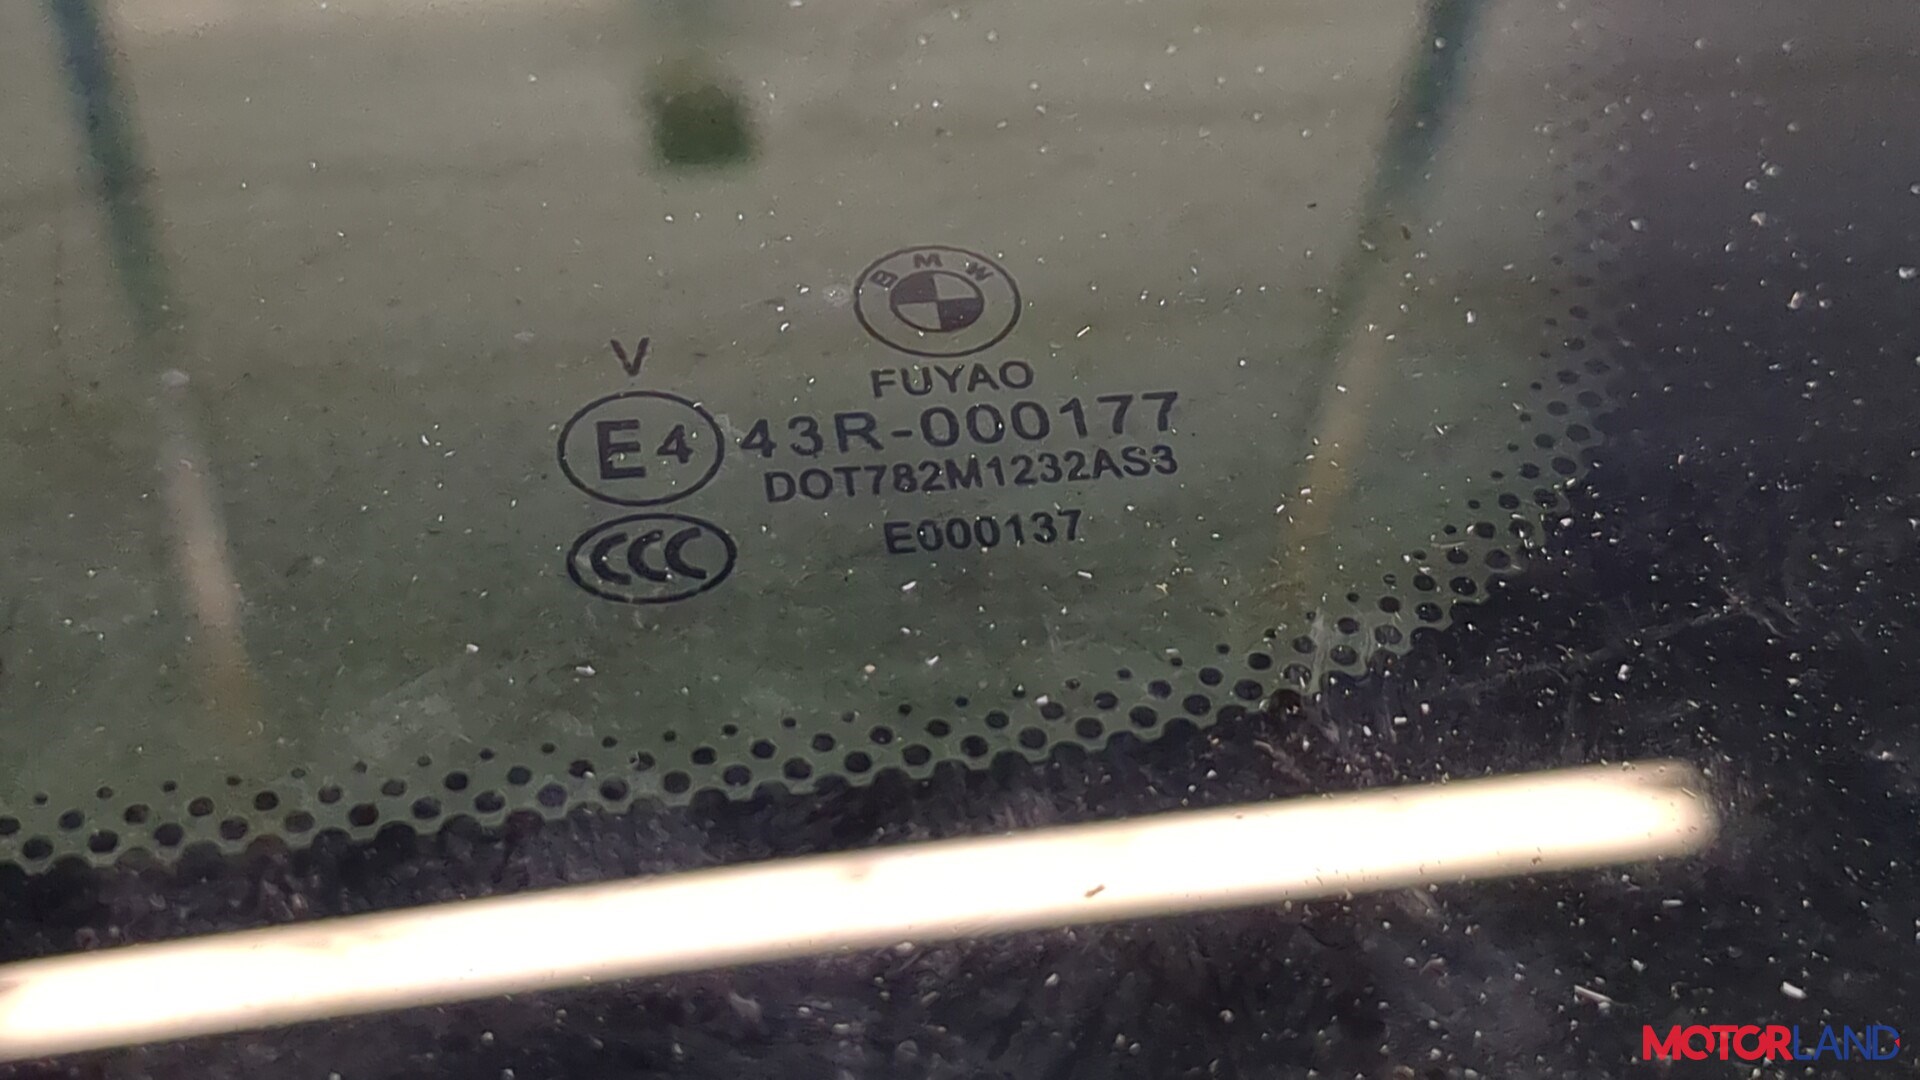 BMW
FUYAO
V
E4 43R-000177
DOT782M1232AS3
CCC E000137
MOTORLAND